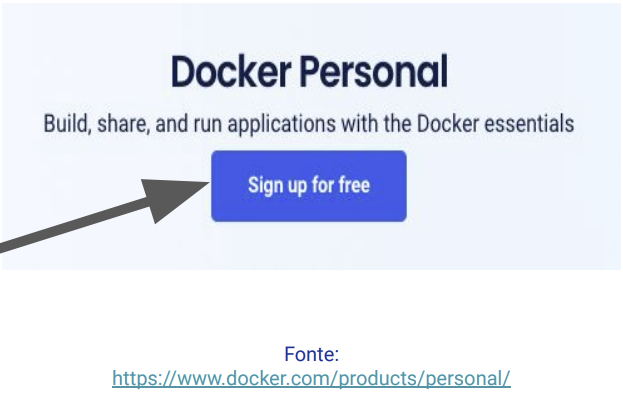 Docker Personal
Build, share, and run applications with the Docker essentials
Sign up for free
Fonte:
https://www.docker.com/products/personal/